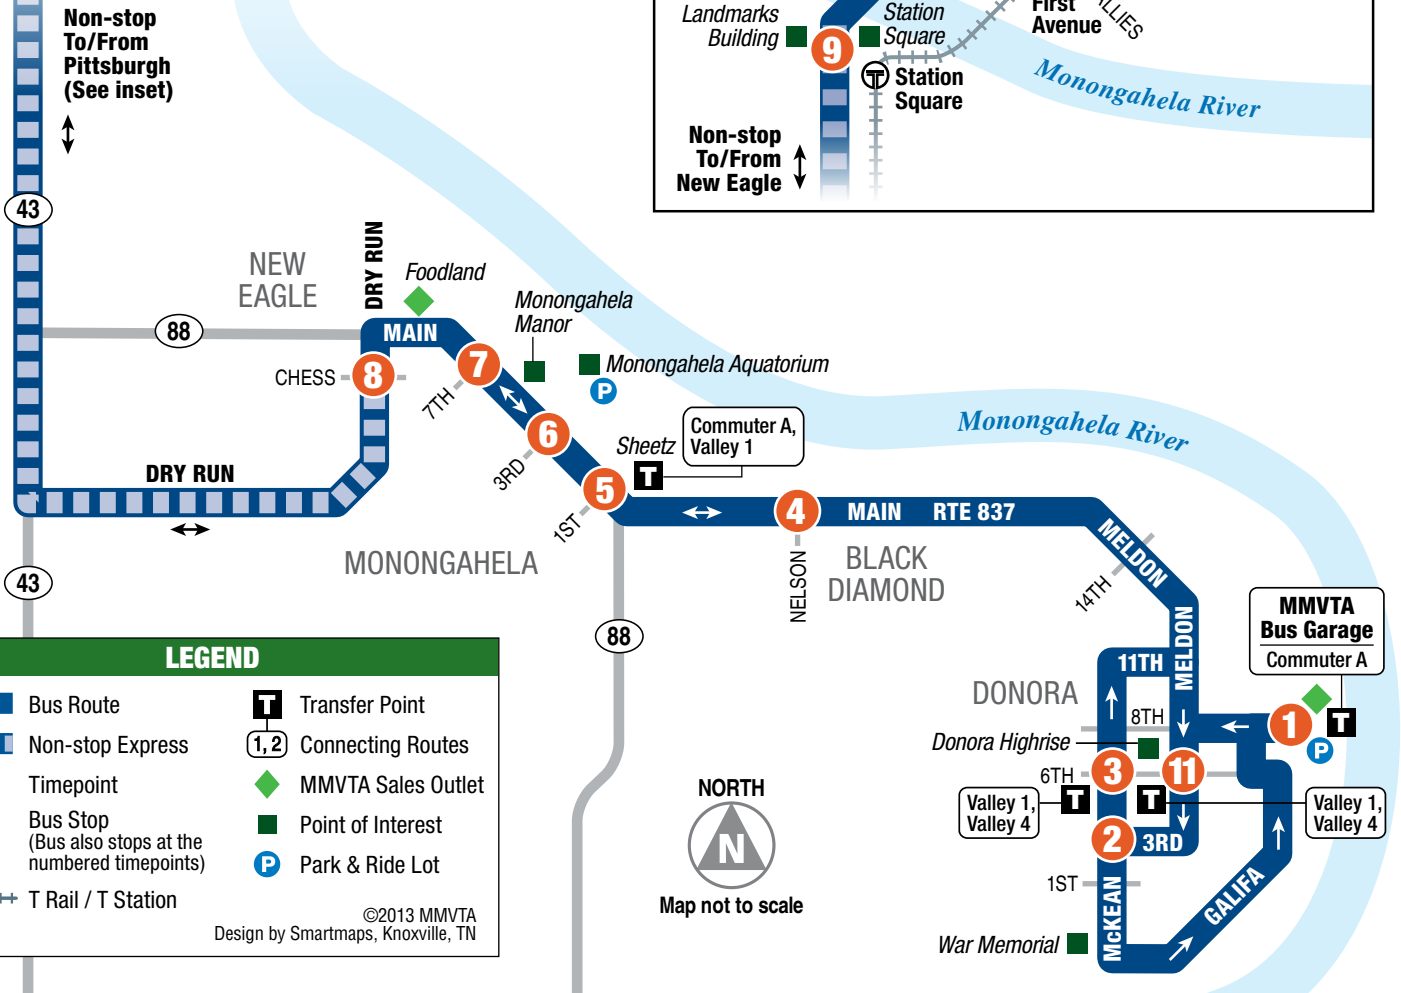 Non-stop
To/From
Pittsburgh
(See inset)
43
Landmarks
Building
Station
Square
First
Avenue
9
T
Station
Square
Monongahela River
Non-stop
To/From
New Eagle
NEW
EAGLE
DRY RUN
Foodland
88
MAIN
Monongahela
Manor
CHESS
8
7
7TH
Monongahela Aquatorium
P
6
3RD
Sheetz
T
Commuter A,
Valley 1
Monongahela River
DRY RUN
5
1ST
4
MAIN RTE 837
NELSON
MONONGAHELA
BLACK
DIAMOND
MELDON
14TH
43
88
MELDON
MMVTA
Bus Garage
Commuter A
11TH
DONORA
8TH
1
T
P
Donora Highrise
6TH
3
11
T
T
Valley 1,
Valley 4
Valley 1,
Valley 4
2
3RD
1ST
McKEAN
GALIFA
War Memorial
NORTH
N
Map not to scale
LEGEND
Bus Route
Non-stop Express
Timepoint
Bus Stop
(Bus also stops at the
numbered timepoints)
T Rail / T Station
T
Transfer Point
1, 2
Connecting Routes
MMVTA Sales Outlet
Point of Interest
P
Park & Ride Lot
©2013 MMVTA
Design by Smartmaps, Knoxville, TN